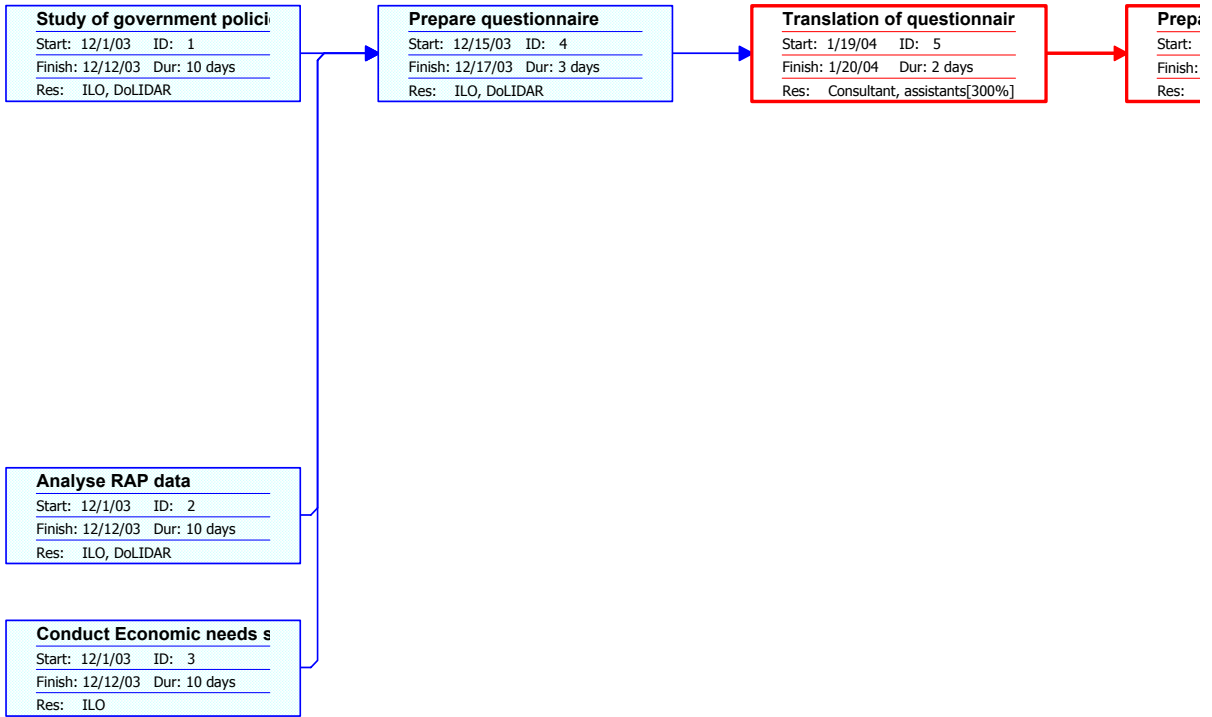 Study of government polici
Start: 12/1/03 ID: 1
Finish: 12/12/03 Dur: 10 days
Res: ILO, DoLIDAR
Prepare questionnaire
Start: 12/15/03 ID: 4
Finish: 12/17/03 Dur: 3 days
Res: ILO, DoLIDAR
Translation of questionnair
Start: 1/19/04 ID: 5
Finish: 1/20/04 Dur: 2 days
Res: Consultant, assistants[300%]
Prepa
Start:
Finish:
Res:
Analyse RAP data
Start: 12/1/03 ID: 2
Finish: 12/12/03 Dur: 10 days
Res: ILO, DoLIDAR
Conduct Economic needs s
Start: 12/1/03 ID: 3
Finish: 12/12/03 Dur: 10 days
Res: ILO